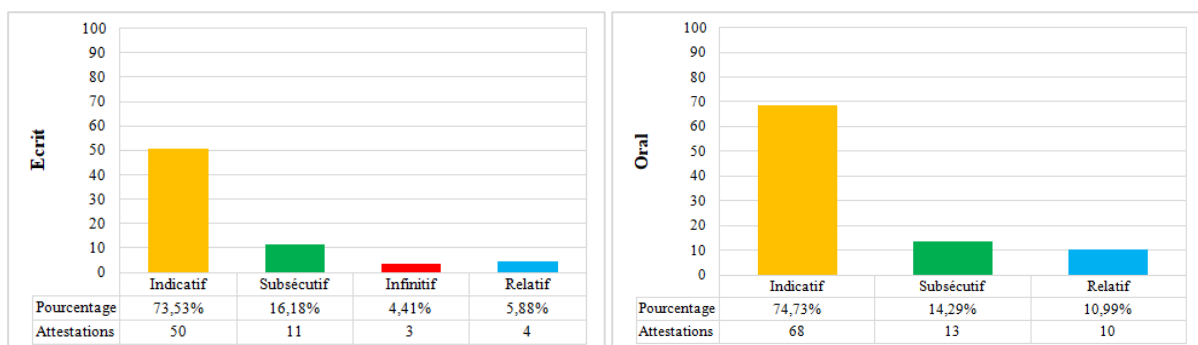 Ecrit
100
90
80
70
60
50
40
30
20
10
0
Indicatif Subsécutif Infinitif Relatif
Pourcentage 73,53% 16,18% 4,41% 5,88%
Attestations 50 11 3 4
Oral
100
90
80
70
60
50
40
30
20
10
0
Indicatif Subsécutif Relatif
Pourcentage 74,73% 14,29% 10,99%
Attestations 68 13 10